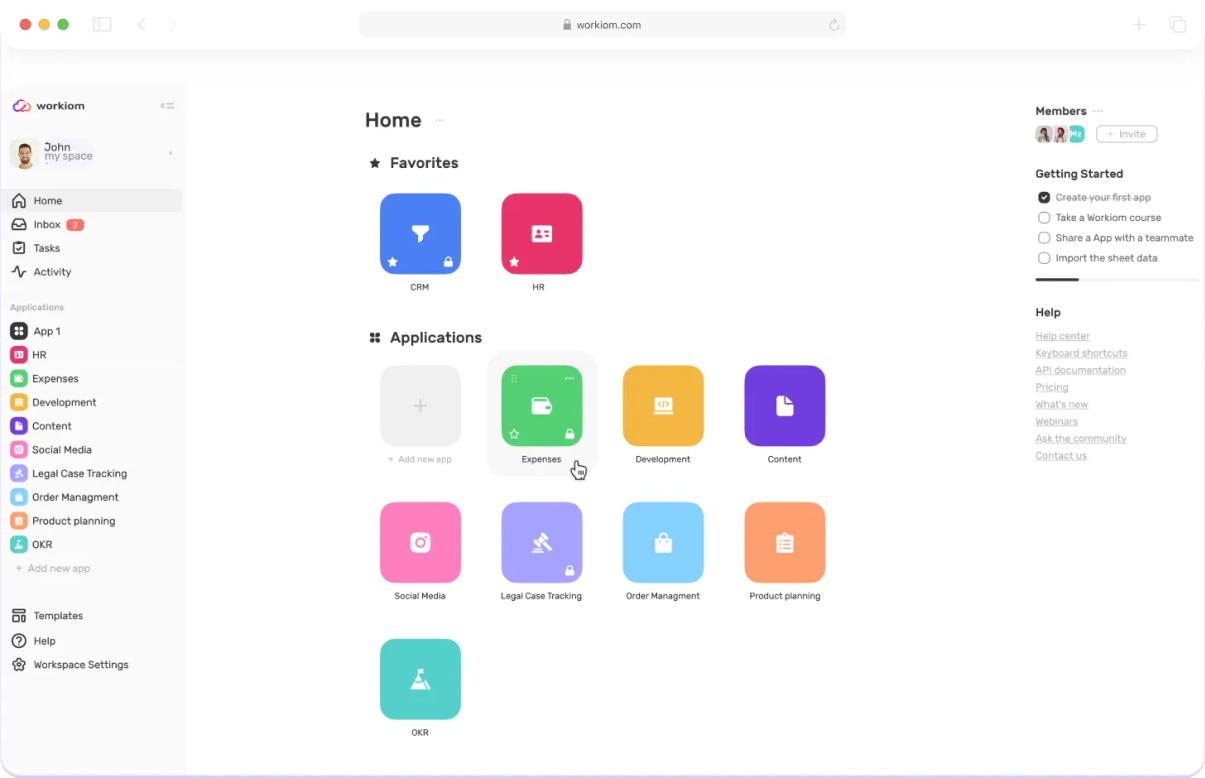 workiom.com
workiom
John
my space
Home
Inbox 2
Tasks
Activity
Applications
App 1
HR
Expenses
Development
Content
Social Media
Legal Case Tracking
Order Managment
Product planning
OKR
+ Add new app
Templates
Help
Workspace Settings
Home ...
Favorites
CRM
HR
Applications
+ Add new app
Expenses
Development
Content
Social Media
Legal Case Tracking
Order Managment
Product planning
OKR
Members ...
Mz
+ Invite
Getting Started
Create your first app
Take a Workiom course
Share a App with a teammate
Import the sheet data
Help
Help center
Keyboard shortcuts
API documentation
Pricing
What's new
Webinars
Ask the community
Contact us